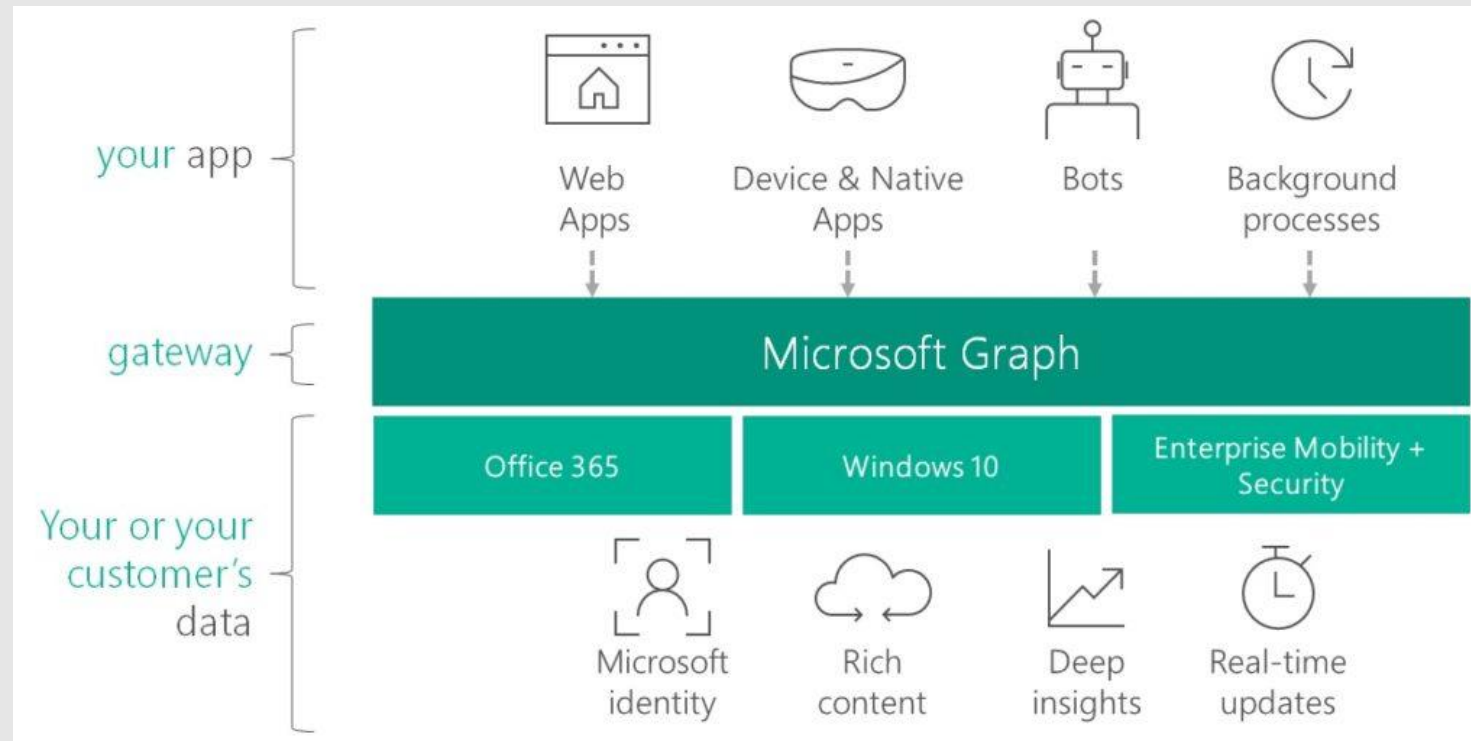 your app
Web
Apps
Device & Native
Apps
Bots
Background
processes
gateway
Microsoft Graph
Your or your
customer's
data
Office 365
Windows 10
Enterprise Mobility +
Security
Microsoft
identity
Rich
content
Deep
insights
Real-time
updates